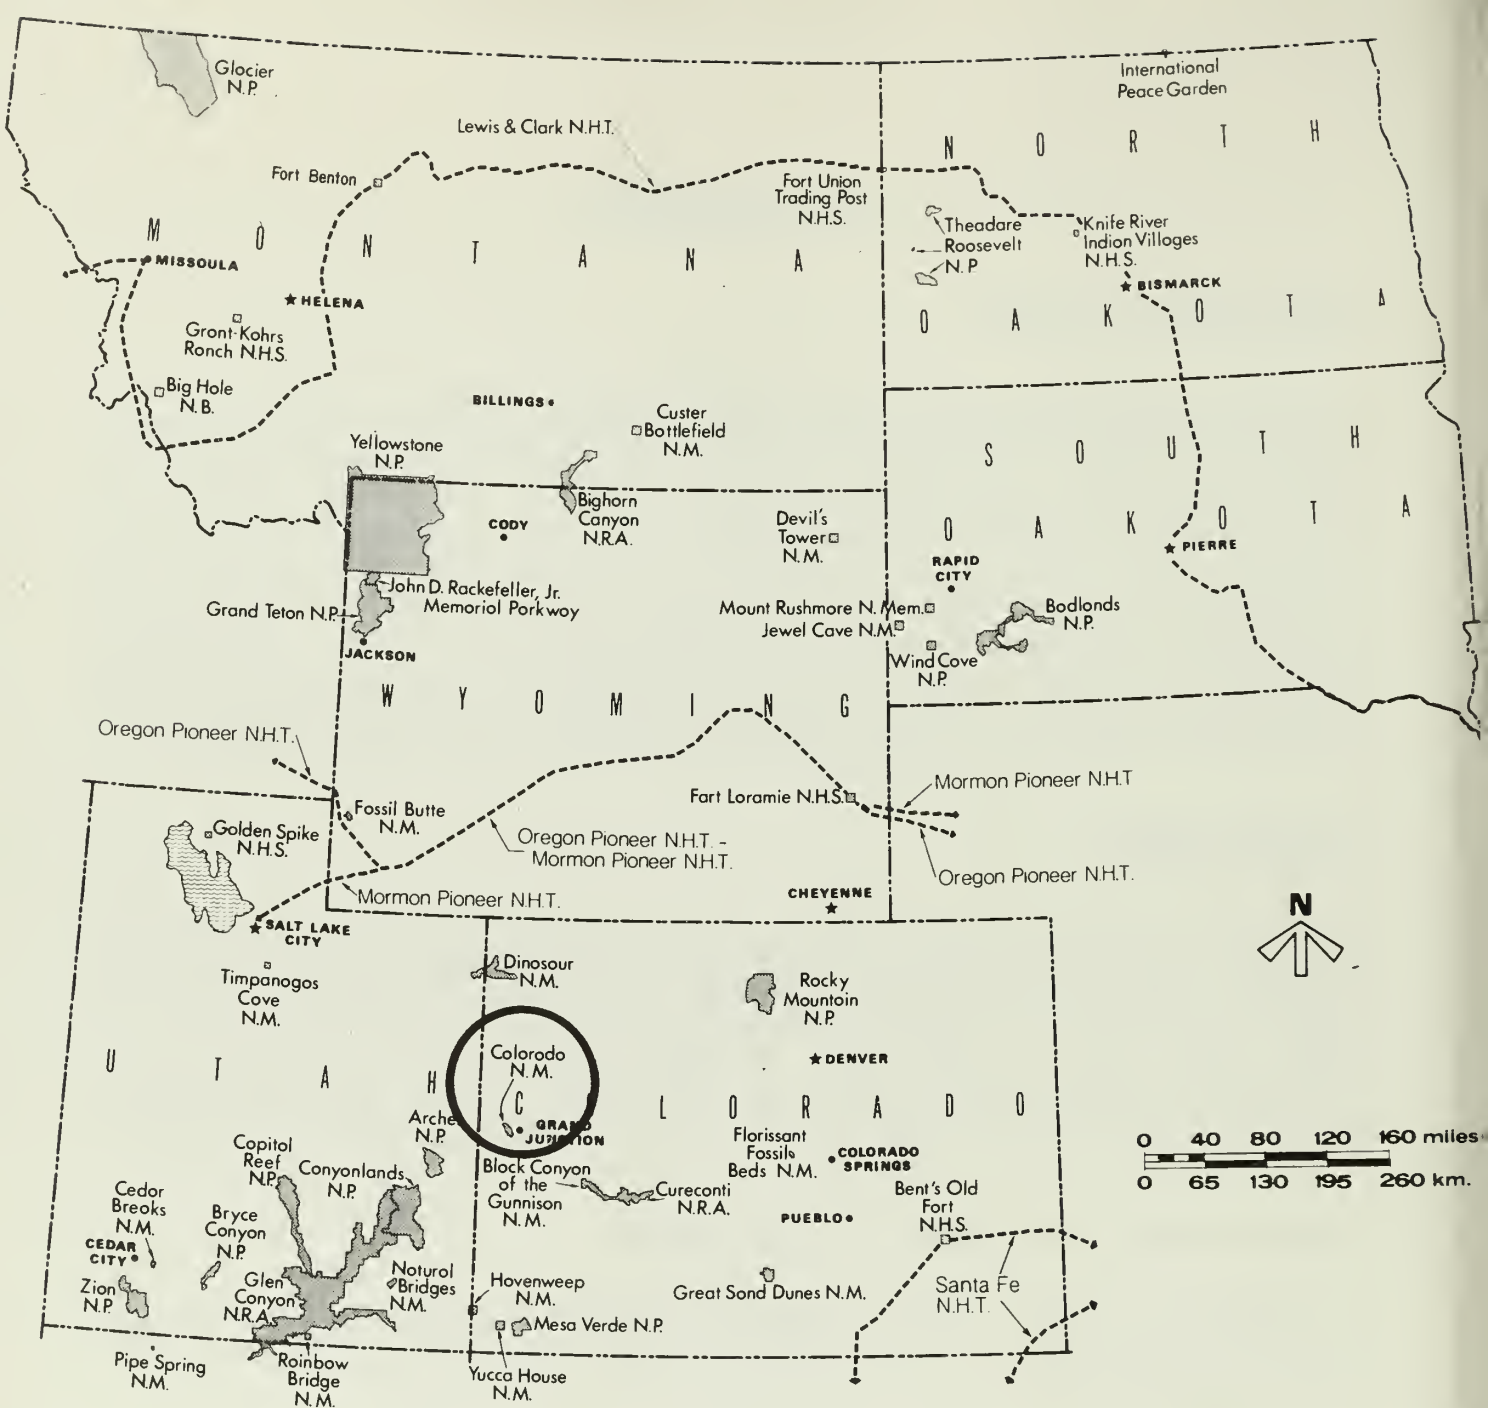 Glocier
N.P.
International
Peace Garden
Lewis & Clark N.H.T.
N O R T H
Fort Benton
Fort Union
Trading Post
N.H.S.
Theadare
Roosevelt
N.P
Knife River
Indion Villoges
N.H.S.
M O N T A N A
MISSOULA
HELENA
BISMARCK
Gront-Kohrs
Ronch N.H.S.
O A K O T A
Big Hole
N.B.
BILLINGS
Custer
Bottlefield
N.M.
Yellowstone
N.P.
S O U T H
Bighorn
Canyon
N.R.A.
CODY
Devil's
Tower
N.M.
O A K O T A
RAPID
CITY
PIERRE
John D. Rackefeller, Jr.
Memoriol Porkwoy
Grand Teton N.P.
Mount Rushmore N. Mem.
Jewel Cave N.M.
Bodlonds
N.P.
JACKSON
Wind Cove
N.P.
W Y O M I N G
Oregon Pioneer N.H.T.
Mormon Pioneer N.H.T
Fart Loramie N.H.S.
Fossil Butte
N.M.
Golden Spike
N.H.S.
Oregon Pioneer N.H.T. -
Mormon Pioneer N.H.T.
Oregon Pioneer N.H.T.
Mormon Pioneer N.H.T.
CHEYENNE
N
SALT LAKE
CITY
Dinosour
N.M.
Timpanogos
Cove
N.M.
Rocky
Mountain
N.P.
Colorodo
N.M.
DENVER
U T A H
C L O R A D O
Arche
N.P.
GRAND
JUNCTION
Florissant
Fossils
Beds N.M.
COLORADO
SPRINGS
0 40 80 120 160 miles
0 65 130 195 260 km.
Copitol
Reef
N.P.
Conyonlands
N.P.
Block Conyon
of the
Gunnison
N.M.
Cureconti
N.R.A.
Bent's Old
Fort
N.H.S.
Cedor
Breoks
N.M.
Bryce
Conyon
N.P.
PUEBLO
CEDAR
CITY
Zion
N.P.
Glen
Conyon
N.R.A.
Noturol
Bridges
N.M.
Hovenweep
N.M.
Great Sond Dunes N.M.
Santa Fe
N.H.T.
Mesa Verde N.P.
Pipe Spring
N.M.
Roinbow
Bridge
N.M.
Yucca House
N.M.